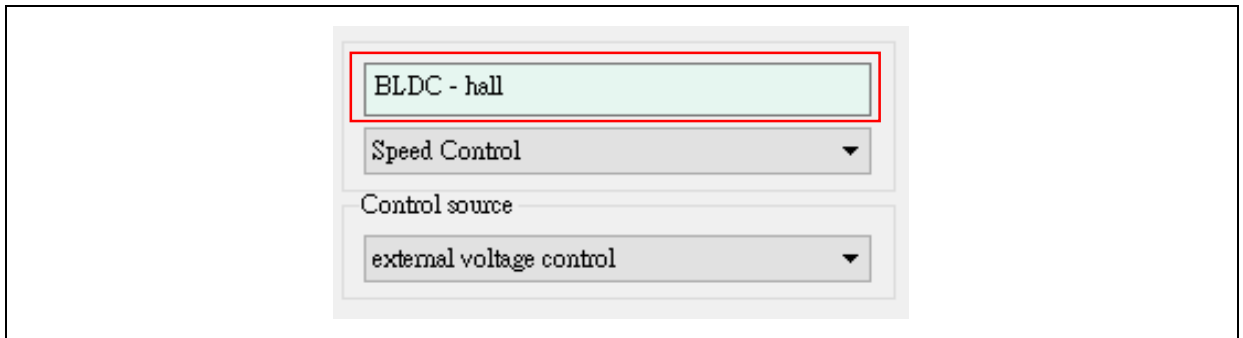 BLDC - hall
Speed Control
Control source
external voltage control